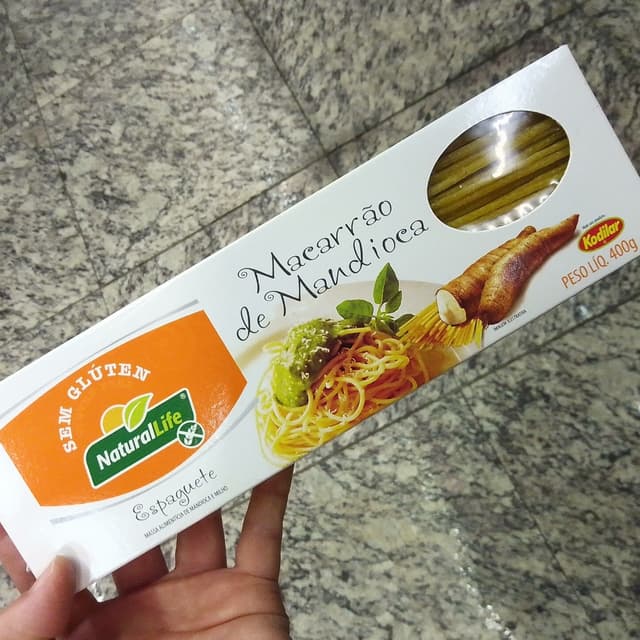 Macarrão
de Mandioca
Kodilar
PESO LÍQ. 400g
SEM GLÚTEN
NaturalLife®
Espaguete
MASSA ALIMENTÍCIA DE MANDIOCA E MILHO